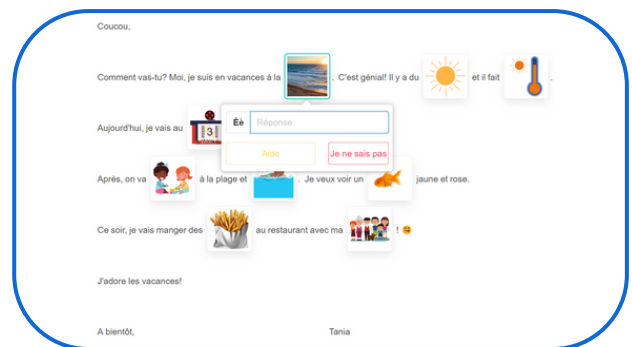 Coucou,
Comment vas-tu? Moi, je suis en vacances à la . C'est génial! Il y a du et il fait .
Aujourd'hui, je vais au 3
Éè Réponse
Aide Je ne sais pas
Après, on va à la plage et . Je veux voir un jaune et rose.
Ce soir, je vais manger des au restaurant avec ma !
J'adore les vacances!
A bientôt, Tania